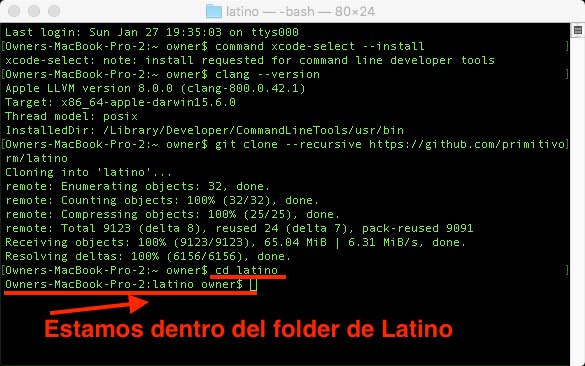 latino — -bash — 80×24
Last login: Sun Jan 27 19:35:03 on ttys000
[Owners-MacBook-Pro-2:~ owner$ command xcode-select --install ]
xcode-select: note: install requested for command line developer tools
[Owners-MacBook-Pro-2:~ owner$ clang --version ]
Apple LLVM version 8.0.0 (clang-800.0.42.1)
Target: x86_64-apple-darwin15.6.0
Thread model: posix
InstalledDir: /Library/Developer/CommandLineTools/usr/bin
[Owners-MacBook-Pro-2:~ owner$ git clone --recursive https://github.com/primitivo]
rm/latino
Cloning into 'latino'...
remote: Enumerating objects: 32, done.
remote: Counting objects: 100% (32/32), done.
remote: Compressing objects: 100% (25/25), done.
remote: Total 9123 (delta 8), reused 24 (delta 7), pack-reused 9091
Receiving objects: 100% (9123/9123), 65.04 MiB | 6.31 MiB/s, done.
Resolving deltas: 100% (6156/6156), done.
[Owners-MacBook-Pro-2:~ owner$ cd latino ]
Owners-MacBook-Pro-2:latino owner$
Estamos dentro del folder de Latino